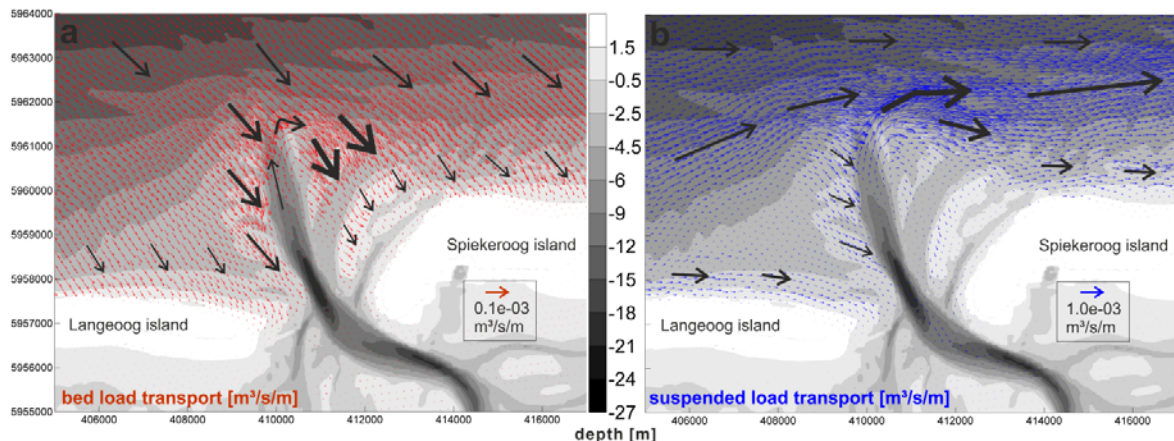 a
5964000
5963000
5962000
5961000
5960000
5959000
5958000
5957000
5956000
5955000
406000
408000
410000
412000
414000
416000
Spiekeroog island
Langeoog island
0.1e-03
m³/s/m
bed load transport [m³/s/m]
1.5
-0.5
-2.5
-4.5
-6
-9
-12
-15
-18
-21
-24
-27
depth [m]
b
Spiekeroog island
Langeoog island
1.0e-03
m³/s/m
suspended load transport [m³/s/m]
406000
408000
410000
412000
414000
416000